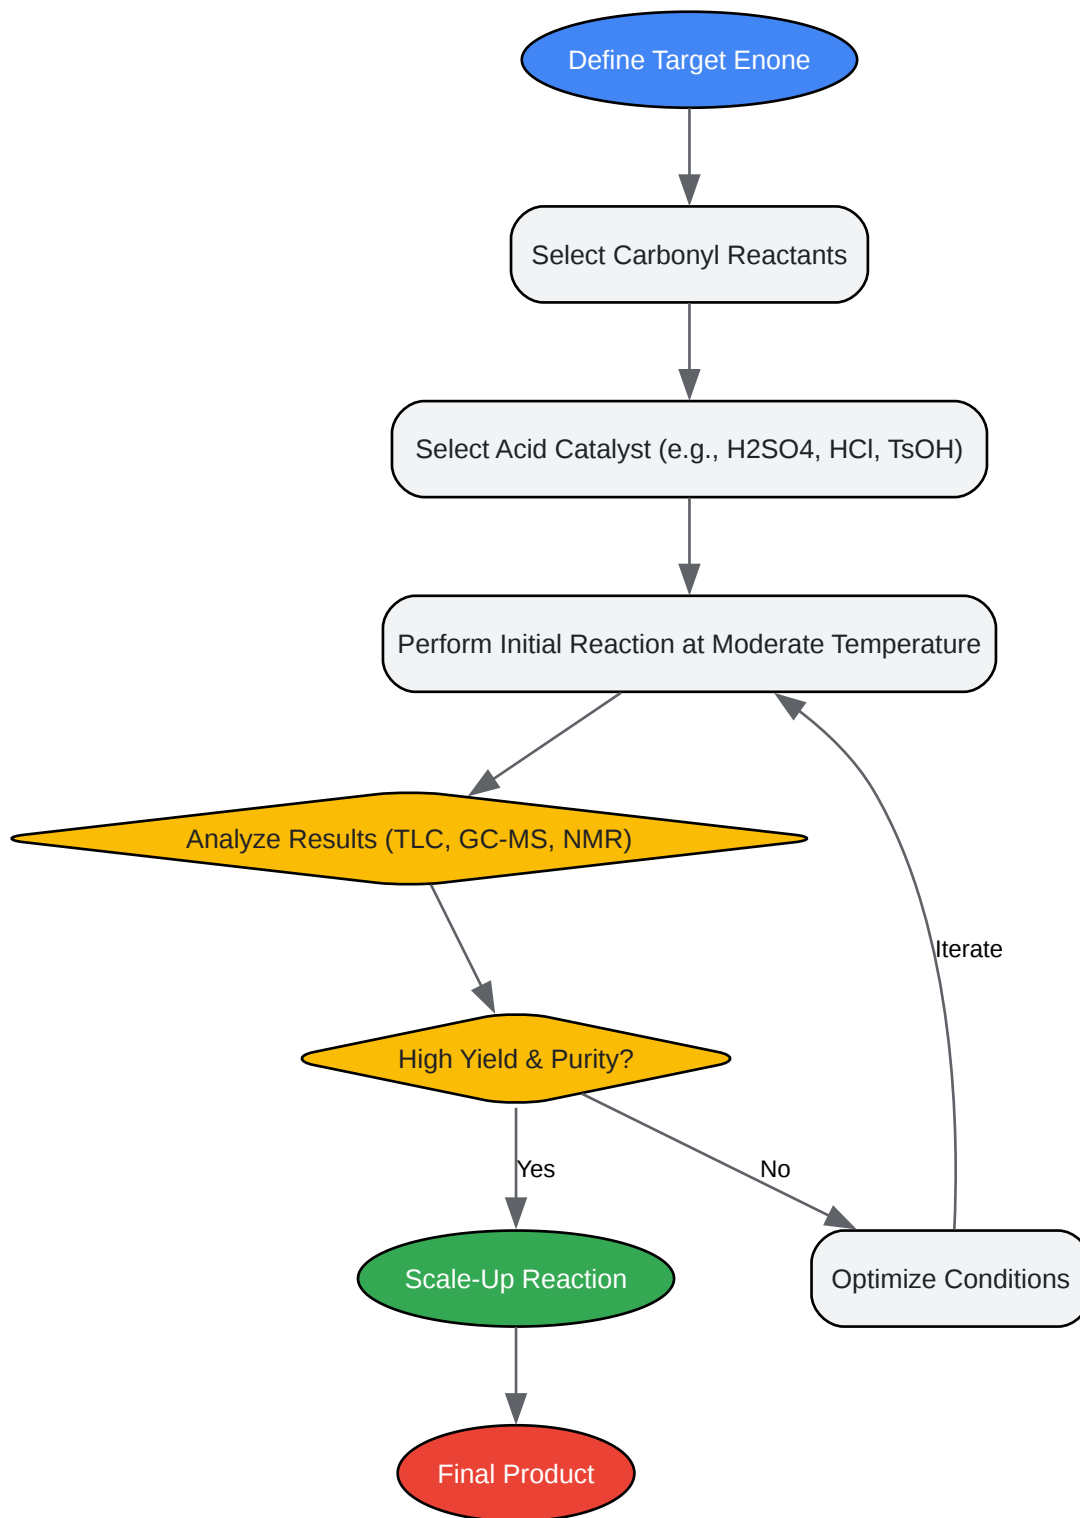 Define Target Enone
Select Carbonyl Reactants
Select Acid Catalyst (e.g., H2SO4, HCl, TsOH)
Perform Initial Reaction at Moderate Temperature
Analyze Results (TLC, GC-MS, NMR)
Iterate
High Yield & Purity?
Yes
No
Scale-Up Reaction
Optimize Conditions
Final Product